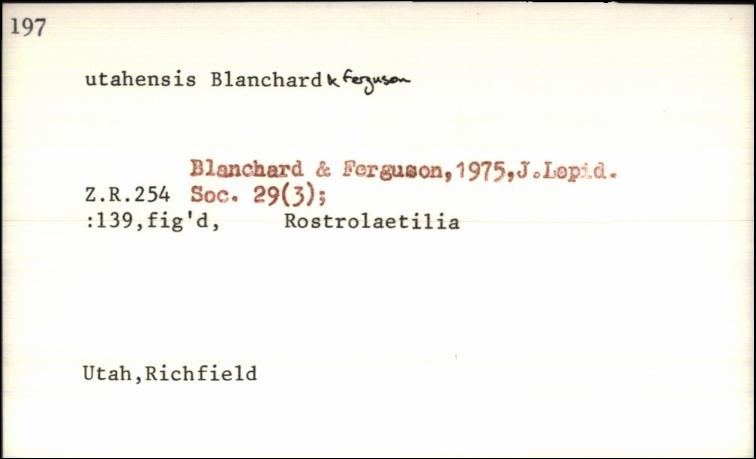 197
utahensis Blanchard & Ferguson
Blanchard & Ferguson,1975,J.Lepid.
Z.R.254 Soc. 29(3);
:139,fig'd, Rostrolaetilia
Utah,Richfield